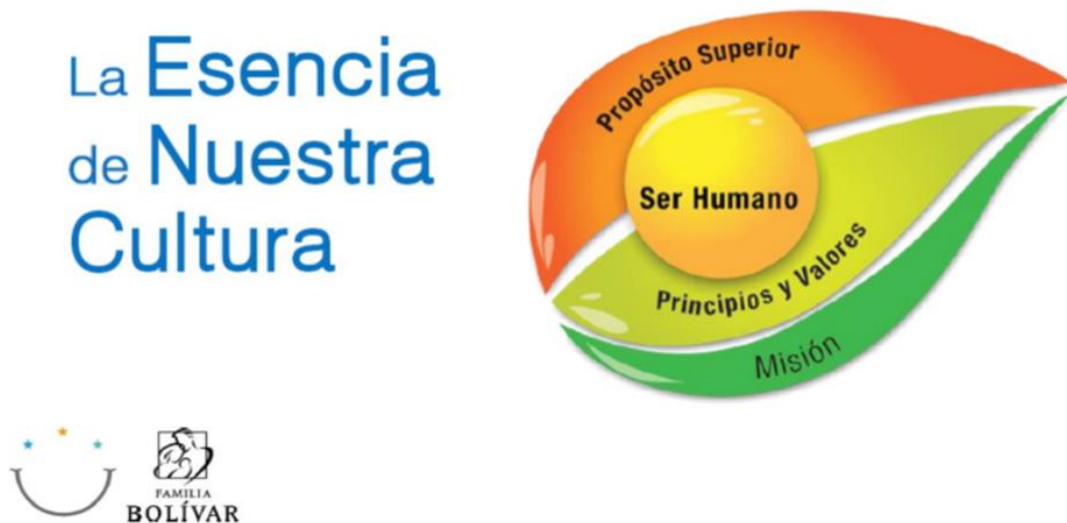 La Esencia
de Nuestra
Cultura
Propósito Superior
Ser Humano
Principios y Valores
Misión
FAMILIA
BOLÍVAR